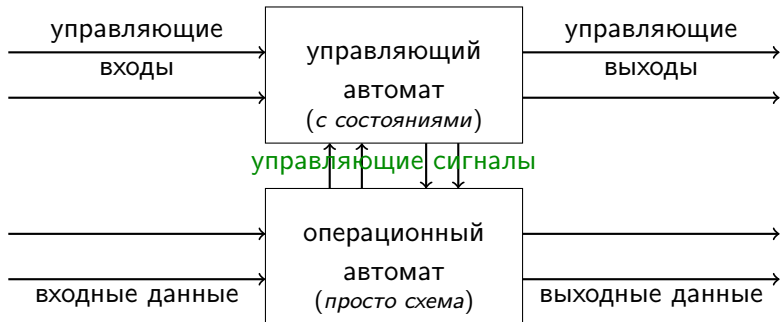 управляющие
входы
управляющий
автомат
(с состояниями)
управляющие
выходы
управляющие сигналы
входные данные
операционный
автомат
(просто схема)
выходные данные